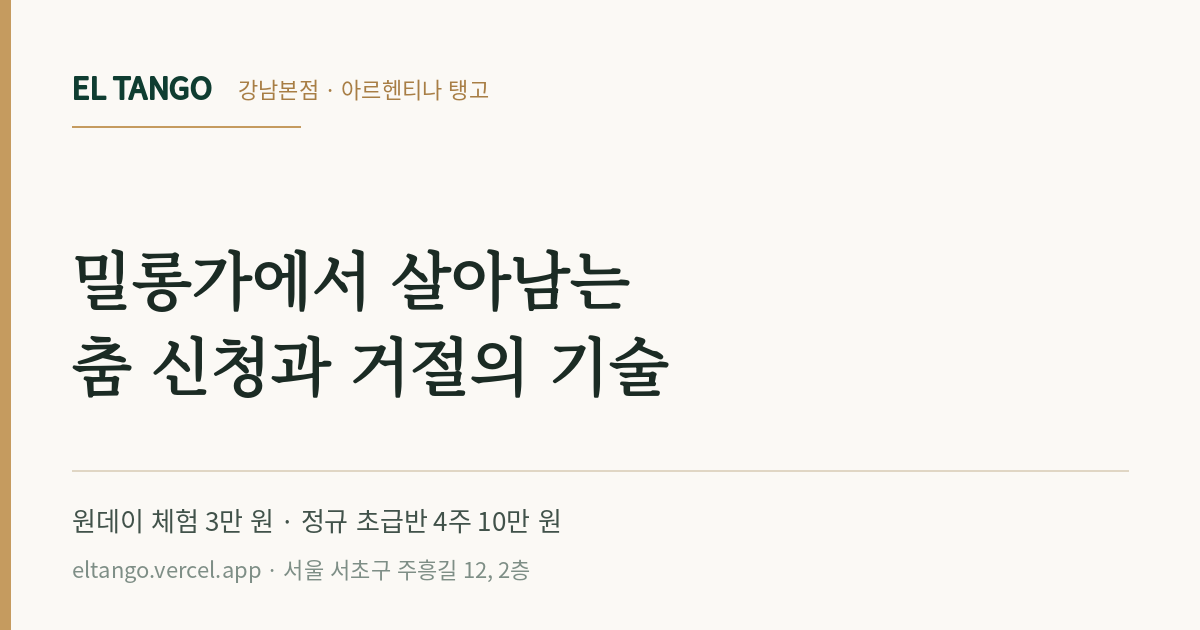 EL TANGO 강남본점 · 아르헨티나 탱고
밀롱가에서 살아남는
춤 신청과 거절의 기술
원데이 체험 3만 원 · 정규 초급반 4주 10만 원
eltango.vercel.app · 서울 서초구 주흥길 12, 2층